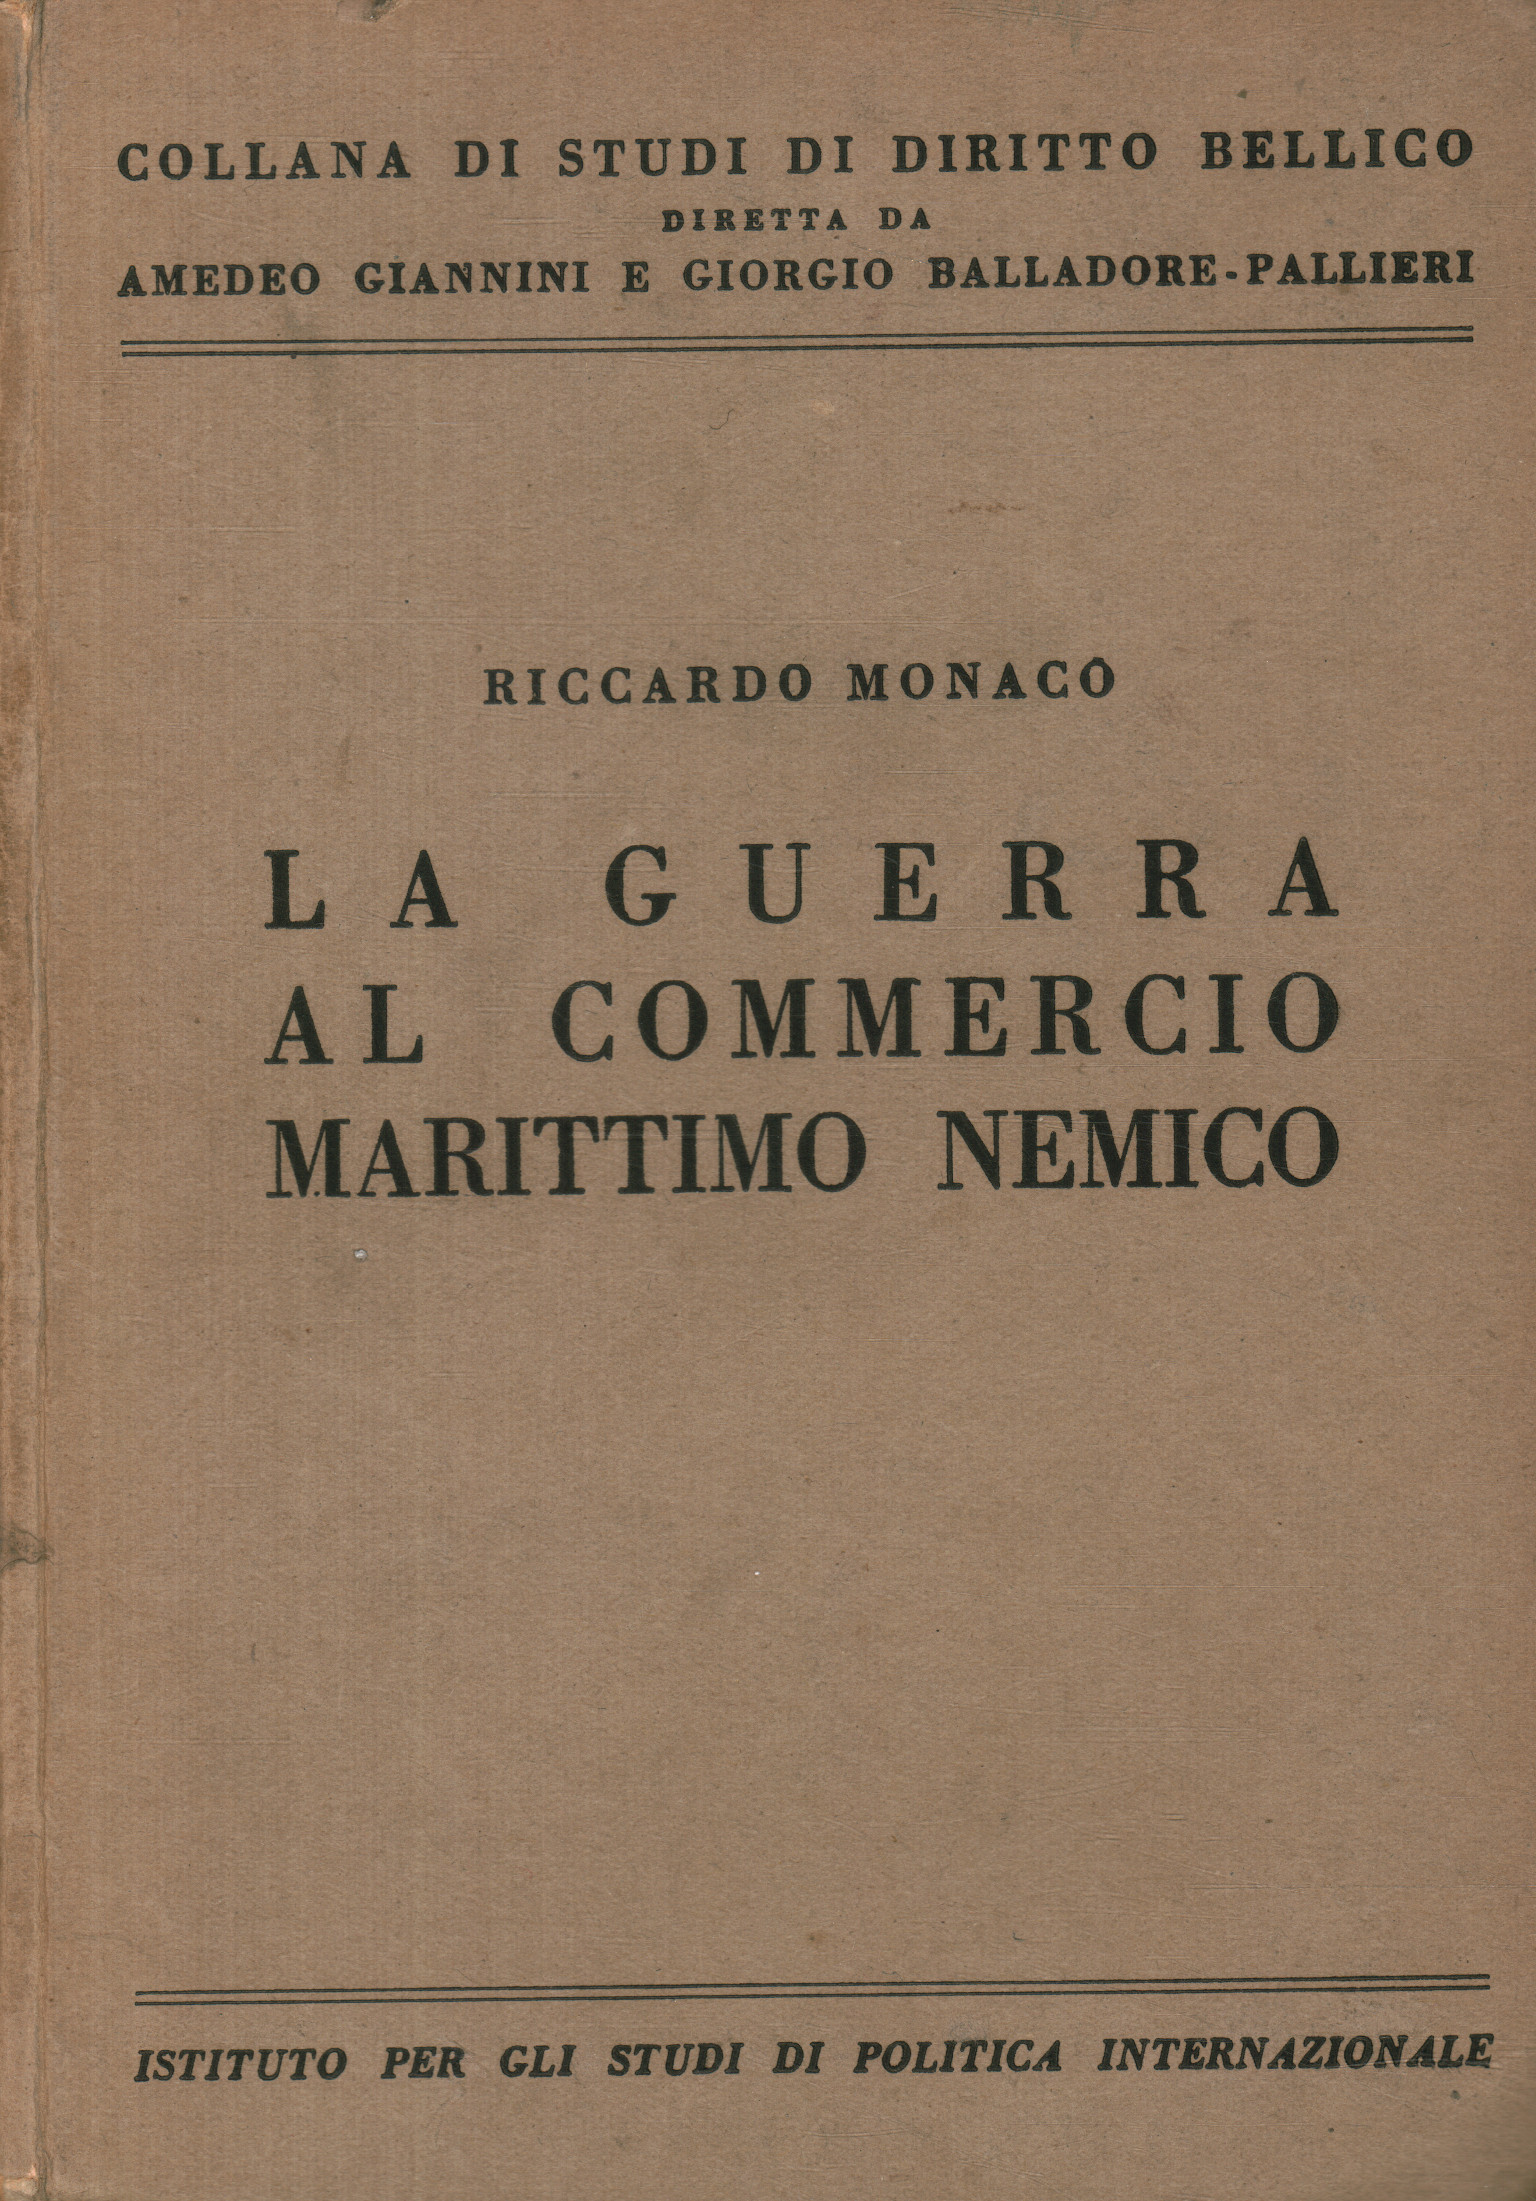 COLLANA DI STUDI DI DIRITTO BELLICO
DIRETTA DA
AMEDEO GIANNINI E GIORGIO BALLADORE-PALLIERI
RICCARDO MONACO
LA GUERRA
AL COMMERCIO
MARITTIMO NEMICO
ISTITUTO PER GLI STUDI DI POLITICA INTERNAZIONALE